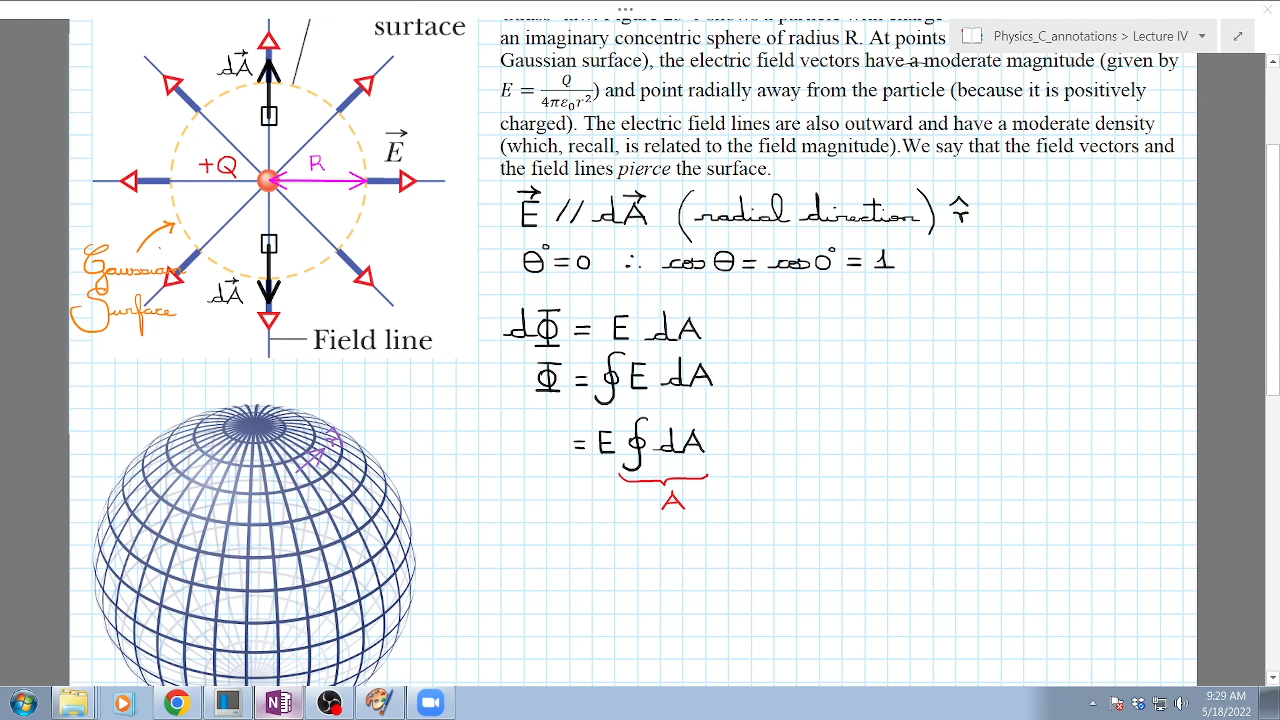 surface
dA
+Q
R
E
Gaussian
Surface
dA
Field line
an imaginary concentric sphere of radius R. At points
Gaussian surface), the electric field vectors have a moderate magnitude (given by
E = Q/4πε₀r²) and point radially away from the particle (because it is positively
charged). The electric field lines are also outward and have a moderate density
(which, recall, is related to the field magnitude).We say that the field vectors and
the field lines pierce the surface.
E // dA (radial direction) r̂
θ°=0 ∴ cos θ = cos 0° = 1
dΦ = E dA
Φ = ∮ E dA
= E ∮ dA
A
Physics_C_annotations > Lecture IV
9:29 AM
5/18/2022